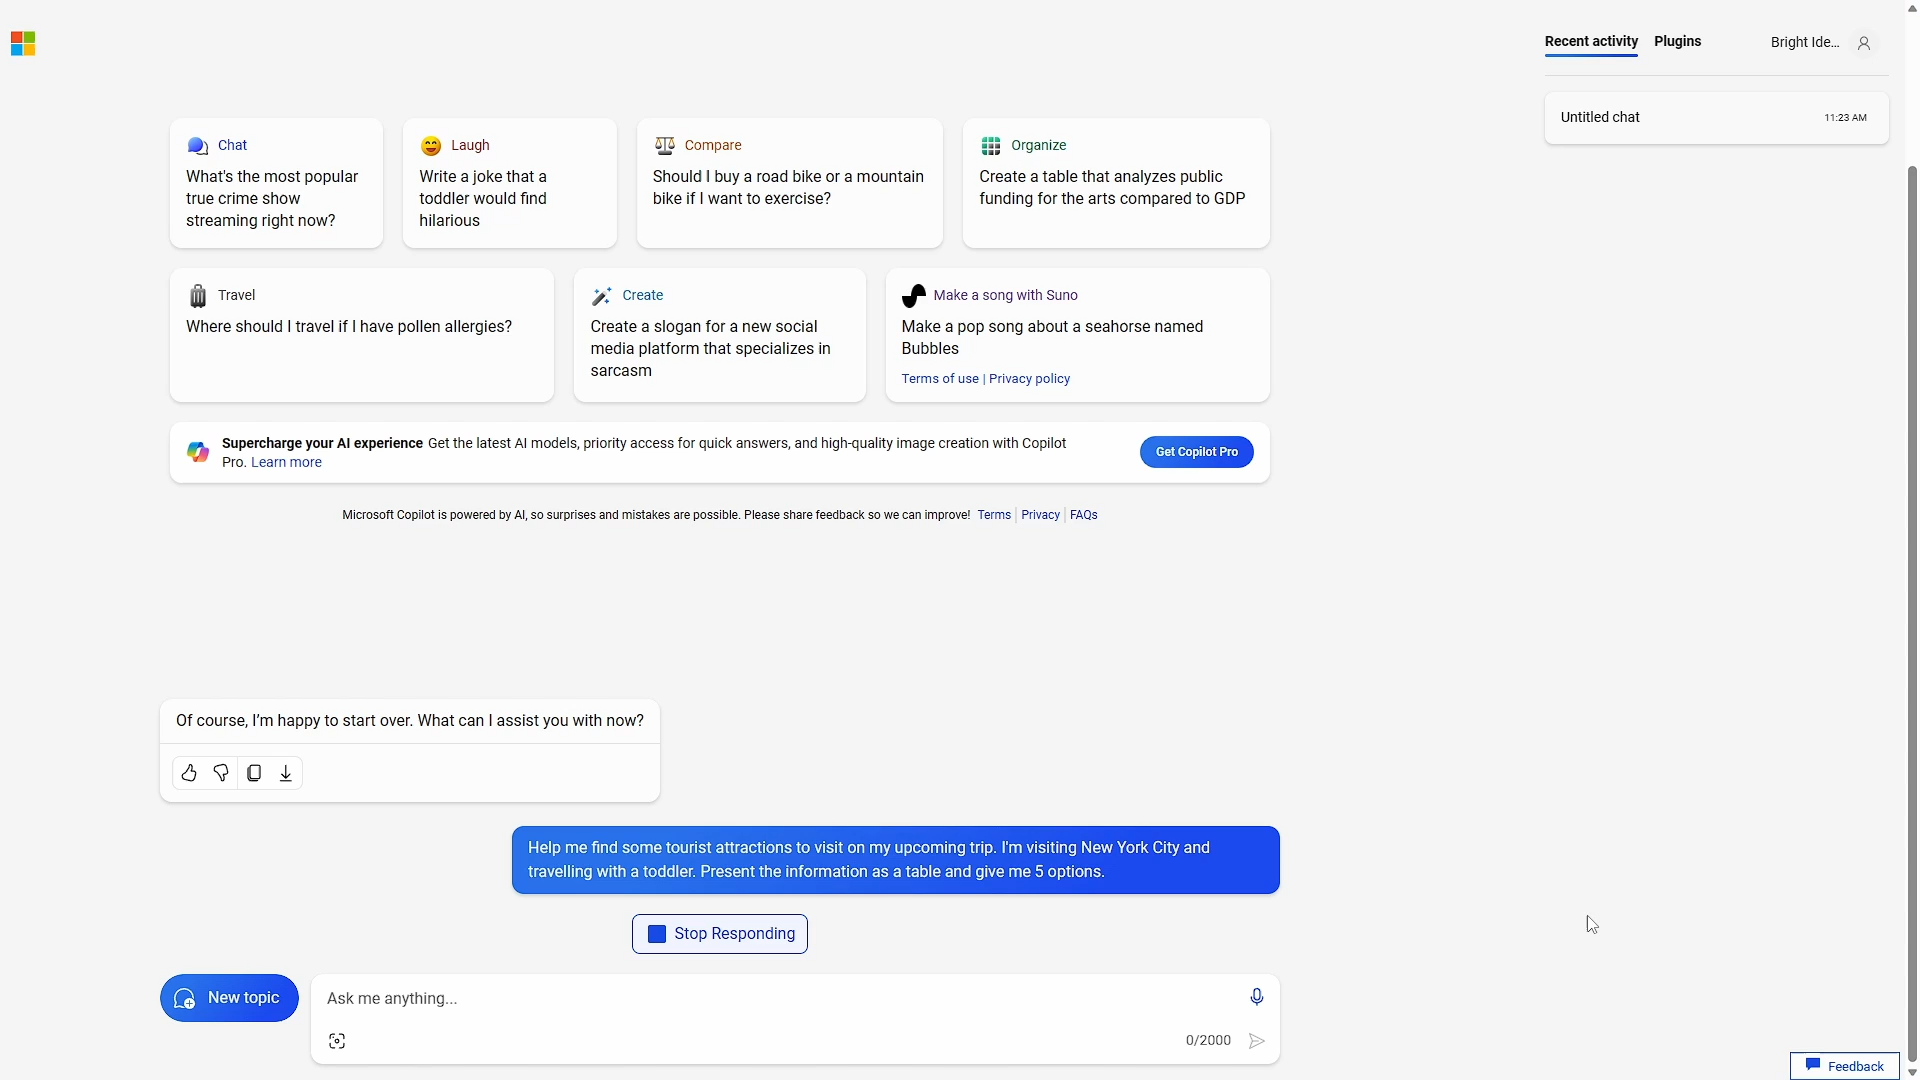 Recent activity
Plugins
Bright Ide...
Untitled chat
11:23 AM
Chat
What's the most popular
true crime show
streaming right now?
Laugh
Write a joke that a
toddler would find
hilarious
Compare
Should I buy a road bike or a mountain
bike if I want to exercise?
Organize
Create a table that analyzes public
funding for the arts compared to GDP
Travel
Where should I travel if I have pollen allergies?
Create
Create a slogan for a new social
media platform that specializes in
sarcasm
Make a song with Suno
Make a pop song about a seahorse named
Bubbles
Terms of use | Privacy policy
Supercharge your AI experience Get the latest AI models, priority access for quick answers, and high-quality image creation with Copilot
Pro. Learn more
Get Copilot Pro
Microsoft Copilot is powered by AI, so surprises and mistakes are possible. Please share feedback so we can improve! Terms | Privacy | FAQs
Of course, I’m happy to start over. What can I assist you with now?
Help me find some tourist attractions to visit on my upcoming trip. I'm visiting New York City and
travelling with a toddler. Present the information as a table and give me 5 options.
Stop Responding
New topic
Ask me anything...
0/2000
Feedback